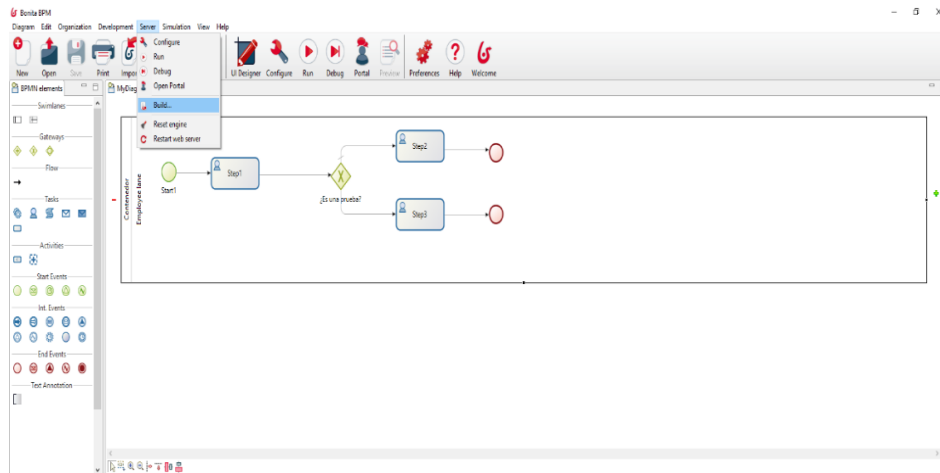 Bonita BPM
Diagram Edit Organization Development Server Simulation View Help
Configure
Run
Debug
Open Portal
Build...
Reset engine
Restart web server
New Open Save Print Impo UI Designer Configure Run Debug Portal Preview Preferences Help Welcome
BPMN elements
MyDiag
Swimlanes
Gateways
Flow
Tasks
Activities
Start Events
Int. Events
End Events
Text Annotation
Contenedor
Employee lane
Start1
Step1
¿Es una prueba?
Step2
Step3